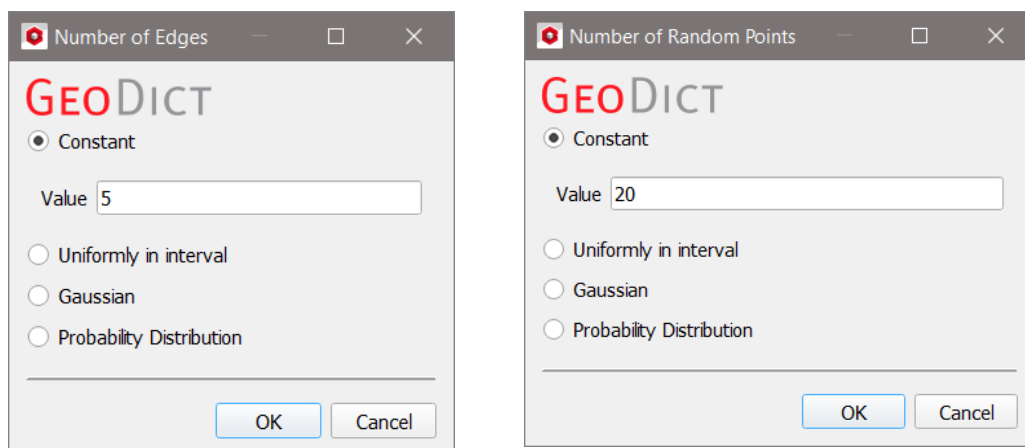 Number of Edges
GEODICT
Constant
Value 5
Uniformly in interval
Gaussian
Probability Distribution
OK Cancel
Number of Random Points
GEODICT
Constant
Value 20
Uniformly in interval
Gaussian
Probability Distribution
OK Cancel